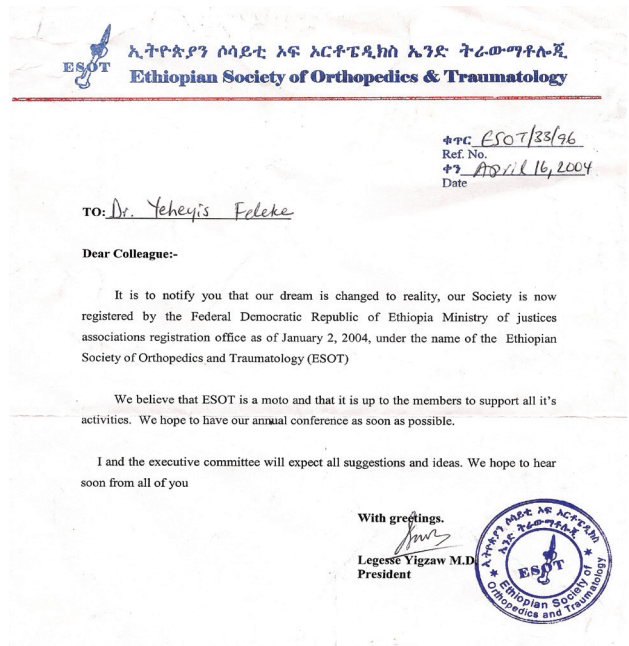 ESOT
ኢትዮጵያን ሶሳይቲ ኦፍ ኦርቶፔዲክስ ኤንድ ትራውማቶሎጂ
Ethiopian Society of Orthopedics & Traumatology
ቁጥር ESOT/33/96
Ref. No.
ቀን April 16, 2004
Date
TO: Dr. Yeheyis Feleke
Dear Colleague:-
It is to notify you that our dream is changed to reality, our Society is now
registered by the Federal Democratic Republic of Ethiopia Ministry of justices
associations registration office as of January 2, 2004, under the name of the Ethiopian
Society of Orthopedics and Traumatology (ESOT)
We believe that ESOT is a moto and that it is up to the members to support all it's
activities. We hope to have our annual conference as soon as possible.
I and the executive committee will expect all suggestions and ideas. We hope to hear
soon from all of you
With greetings.
Legesse Yigzaw M.D
President
ኢትዮጵያን ሶሳይቲ ኦፍ ኦርቶፔዲክስ
ኤንድ ትራውማቶሎጂ
ESOT
Ethiopian Society of
Orthopedics and Traumatology